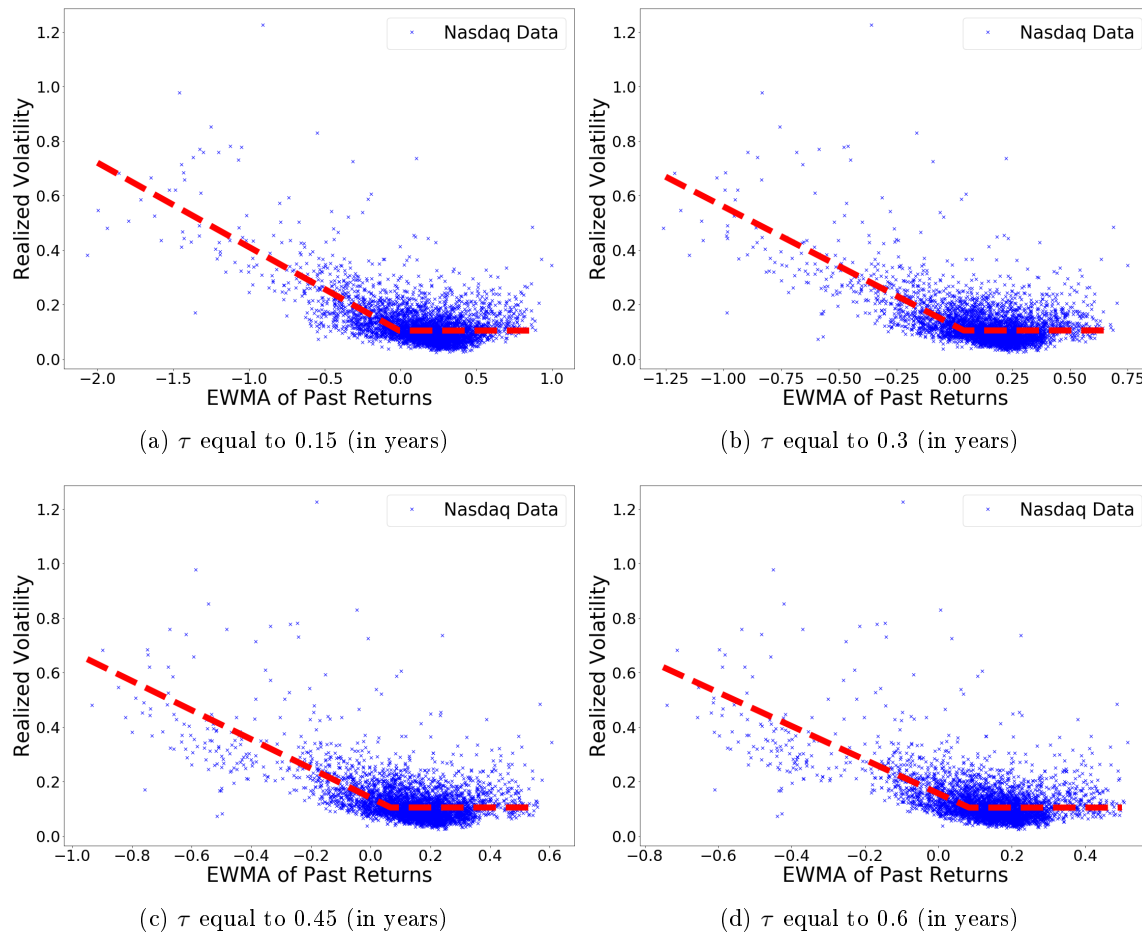 Nasdaq Data
Realized Volatility
1.2
1.0
0.8
0.6
0.4
0.2
0.0
−2.0 −1.5 −1.0 −0.5 0.0 0.5 1.0
EWMA of Past Returns
(a) τ equal to 0.15 (in years)
Nasdaq Data
Realized Volatility
1.2
1.0
0.8
0.6
0.4
0.2
0.0
−1.25 −1.00 −0.75 −0.50 −0.25 0.00 0.25 0.50 0.75
EWMA of Past Returns
(b) τ equal to 0.3 (in years)
Nasdaq Data
Realized Volatility
1.2
1.0
0.8
0.6
0.4
0.2
0.0
−1.0 −0.8 −0.6 −0.4 −0.2 0.0 0.2 0.4 0.6
EWMA of Past Returns
(c) τ equal to 0.45 (in years)
Nasdaq Data
Realized Volatility
1.2
1.0
0.8
0.6
0.4
0.2
0.0
−0.8 −0.6 −0.4 −0.2 0.0 0.2 0.4
EWMA of Past Returns
(d) τ equal to 0.6 (in years)